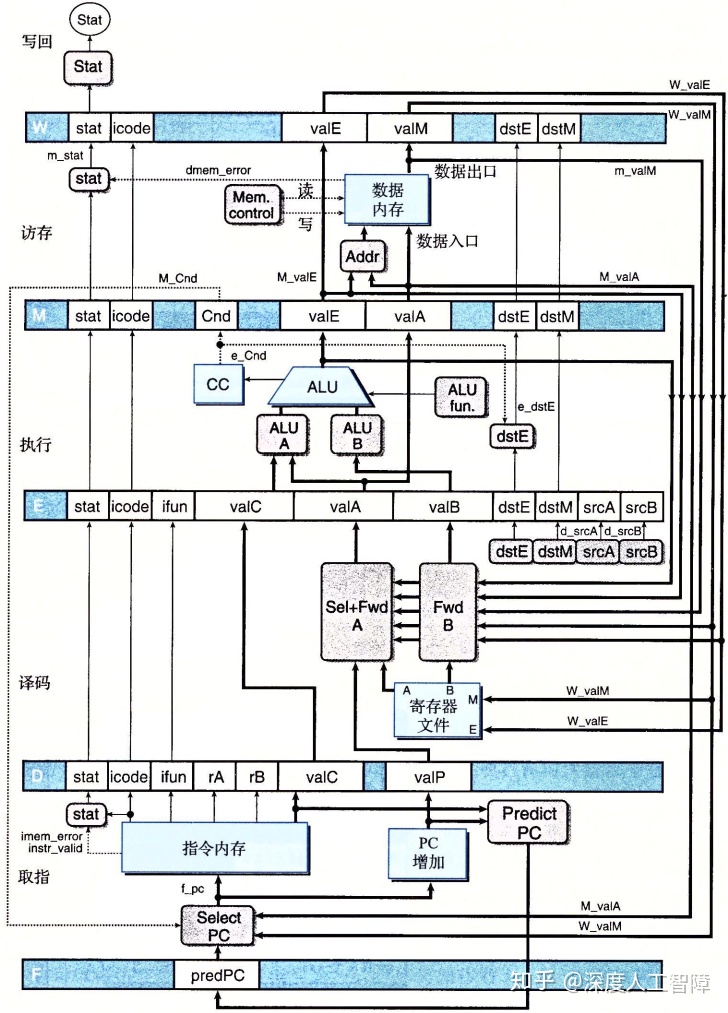 Stat
写回
Stat
W_valE
W stat icode valE valM dstE dstM
W_valM
m_stat
dmem_error
数据出口
m_valM
stat
Mem.
control
读
写
数据
内存
访存
Addr
数据入口
M_Cnd
M_valE
M_valA
M stat icode Cnd valE valA dstE dstM
e_Cnd
CC
ALU
ALU
fun.
e_dstE
执行
ALU
A
ALU
B
dstE
E stat icode ifun valC valA valB dstE dstM srcA srcB
d_srcA d_srcB
dstE dstM srcA srcB
Sel+Fwd
A
Fwd
B
译码
A B
M
E
寄存器
文件
W_valM
W_valE
D stat icode ifun rA rB valC valP
stat
Predict
PC
imem_error
instr_valid
指令内存
PC
增加
取指
f_pc
Select
PC
M_valA
W_valM
F predPC
知乎 @深度人工智障